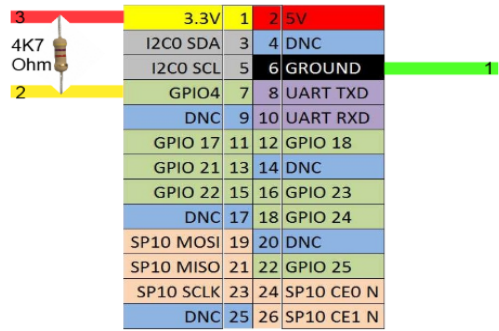 3
3.3V 1 2 5V
4K7 I2C0 SDA 3 4 DNC
Ohm I2C0 SCL 5 6 GROUND 1
2 GPIO4 7 8 UART TXD
DNC 9 10 UART RXD
GPIO 17 11 12 GPIO 18
GPIO 21 13 14 DNC
GPIO 22 15 16 GPIO 23
DNC 17 18 GPIO 24
SP10 MOSI 19 20 DNC
SP10 MISO 21 22 GPIO 25
SP10 SCLK 23 24 SP10 CE0 N
DNC 25 26 SP10 CE1 N